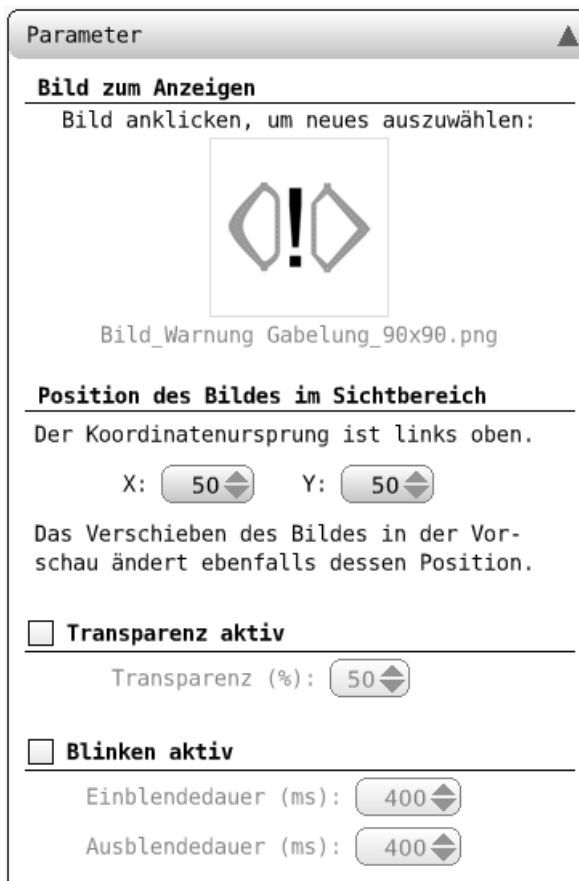 Parameter
Bild zum Anzeigen
Bild anklicken, um neues auszuwählen:
!
Bild_Warnung Gabelung_90x90.png
Position des Bildes im Sichtbereich
Der Koordinatenursprung ist links oben.
X: 50 Y: 50
Das Verschieben des Bildes in der Vor-
schau ändert ebenfalls dessen Position.
Transparenz aktiv
Transparenz (%): 50
Blinken aktiv
Einblendedauer (ms): 400
Ausblendedauer (ms): 400